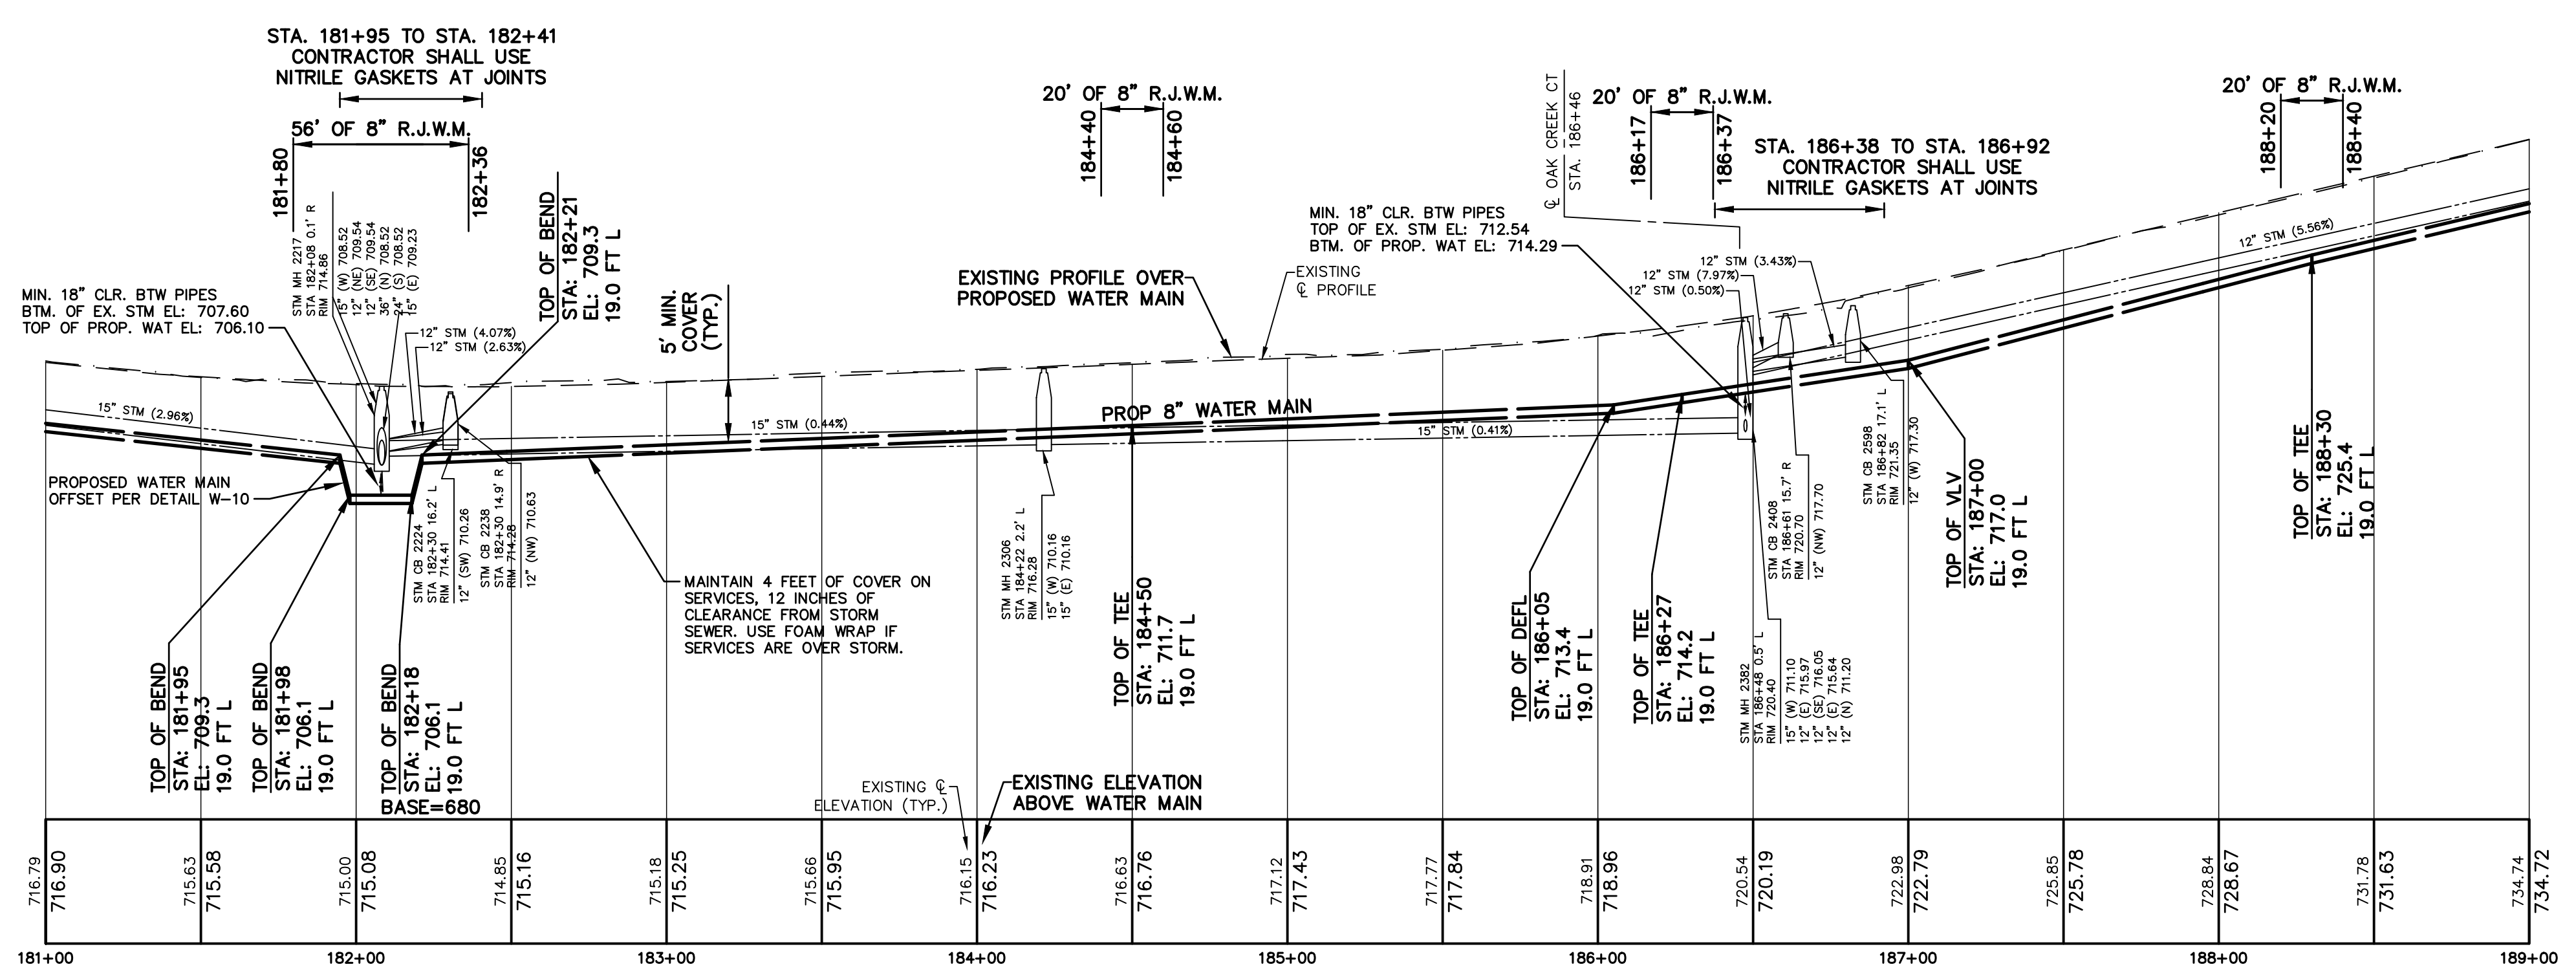 STA. 181+95 TO STA. 182+41
CONTRACTOR SHALL USE
NITRILE GASKETS AT JOINTS
56' OF 8" R.J.W.M.
181+80
182+36
STM MH 2217
STA 182+08 0.1' R
RIM 714.86
15" (W) 708.52
12" (NE) 709.54
12" (SE) 709.54
36" (N) 708.52
24" (S) 708.52
15" (E) 709.23
TOP OF BEND
STA: 182+21
EL: 709.3
19.0 FT L
MIN. 18" CLR. BTW PIPES
BTM. OF EX. STM EL: 707.60
TOP OF PROP. WAT EL: 706.10
12" STM (4.07%)
12" STM (2.63%)
5' MIN.
COVER
(TYP.)
20' OF 8" R.J.W.M.
184+40
184+60
EXISTING PROFILE OVER
PROPOSED WATER MAIN
EXISTING
℄ PROFILE
℄ OAK CREEK CT
STA. 186+46
20' OF 8" R.J.W.M.
186+17
186+37
STA. 186+38 TO STA. 186+92
CONTRACTOR SHALL USE
NITRILE GASKETS AT JOINTS
MIN. 18" CLR. BTW PIPES
TOP OF EX. STM EL: 712.54
BTM. OF PROP. WAT EL: 714.29
12" STM (3.43%)
12" STM (7.97%)
12" STM (0.50%)
20' OF 8" R.J.W.M.
188+20
188+40
12" STM (5.56%)
15" STM (2.96%)
15" STM (0.44%)
PROP 8" WATER MAIN
15" STM (0.41%)
PROPOSED WATER MAIN
OFFSET PER DETAIL W-10
STM CB 2224
STA 182+30 16.2' L
RIM 714.41
12" (SW) 710.26
STM CB 2238
STA 182+30 14.9' R
RIM 714.28
12" (NW) 710.63
MAINTAIN 4 FEET OF COVER ON
SERVICES, 12 INCHES OF
CLEARANCE FROM STORM
SEWER. USE FOAM WRAP IF
SERVICES ARE OVER STORM.
STM MH 2306
STA 184+22 2.2' L
RIM 716.28
15" (W) 710.16
15" (E) 710.16
TOP OF TEE
STA: 184+50
EL: 711.7
19.0 FT L
TOP OF DEFL
STA: 186+05
EL: 713.4
19.0 FT L
TOP OF TEE
STA: 186+27
EL: 714.2
19.0 FT L
STM MH 2382
STA 186+48 0.5' L
RIM 720.40
15" (W) 711.10
12" (E) 715.97
12" (SE) 716.05
12" (E) 715.64
12" (N) 711.20
STM CB 2408
STA 186+61 15.7' R
RIM 720.70
12" (NW) 717.70
STM CB 2598
STA 186+82 17.1' L
RIM 721.35
12" (W) 717.30
TOP OF VLV
STA: 187+00
EL: 717.0
19.0 FT L
TOP OF TEE
STA: 188+30
EL: 725.4
19.0 FT L
TOP OF BEND
STA: 181+95
EL: 709.3
19.0 FT L
TOP OF BEND
STA: 181+98
EL: 706.1
19.0 FT L
TOP OF BEND
STA: 182+18
EL: 706.1
19.0 FT L
BASE=680
EXISTING ℄
ELEVATION (TYP.)
EXISTING ELEVATION
ABOVE WATER MAIN
716.79
716.90
715.63
715.58
715.00
715.08
714.85
715.16
715.18
715.25
715.66
715.95
716.15
716.23
716.63
716.76
717.12
717.43
717.77
717.84
718.91
718.96
720.54
720.19
722.98
722.79
725.85
725.78
728.84
728.67
731.78
731.63
734.74
734.72
181+00
182+00
183+00
184+00
185+00
186+00
187+00
188+00
189+00